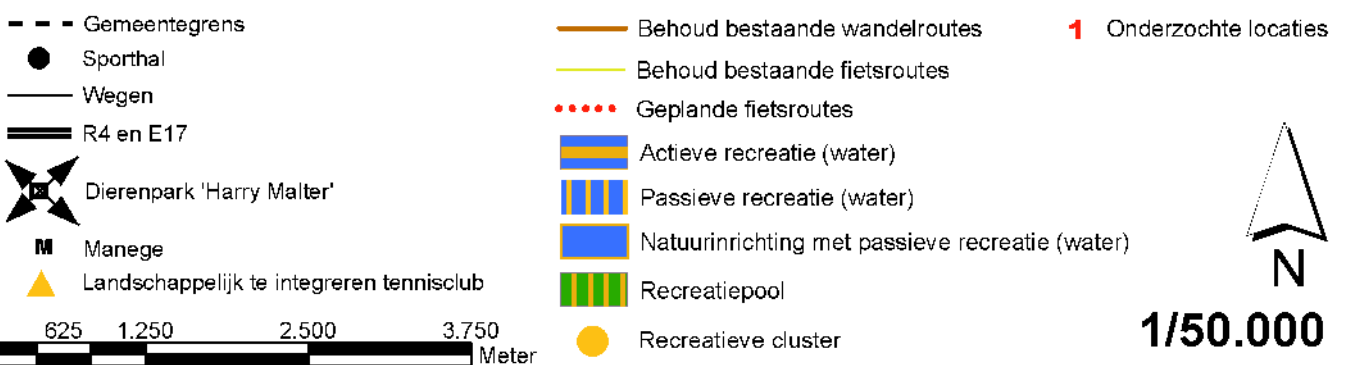 Gemeentegrens
Sporthal
Wegen
R4 en E17
Dierenpark 'Harry Malter'
M Manege
Landschappelijk te integreren tennisclub
625 1.250 2.500 3.750
Meter
Behoud bestaande wandelroutes
Behoud bestaande fietsroutes
Geplande fietsroutes
Actieve recreatie (water)
Passieve recreatie (water)
Natuurinrichting met passieve recreatie (water)
Recreatiepool
Recreatieve cluster
1 Onderzochte locaties
N
1/50.000